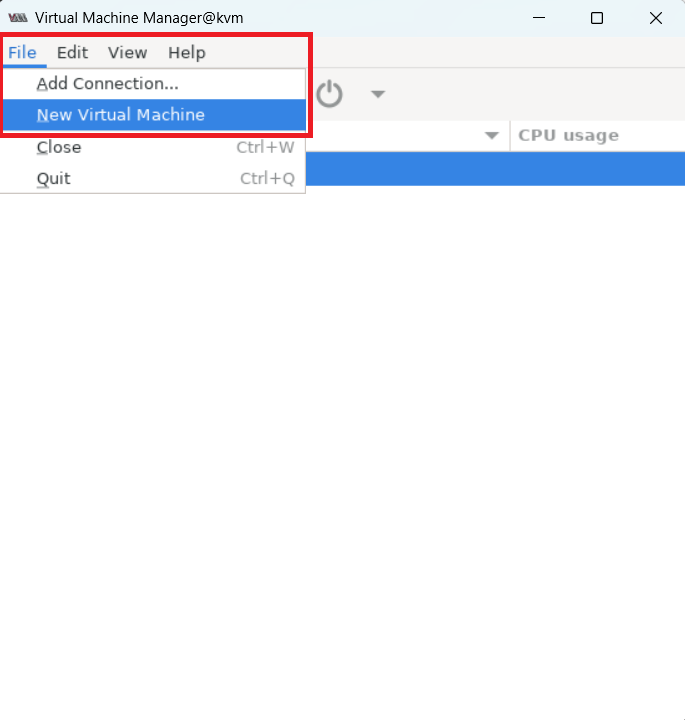 Virtual Machine Manager@kvm
File Edit View Help
Add Connection...
New Virtual Machine
CPU usage
Close Ctrl+W
Quit Ctrl+Q